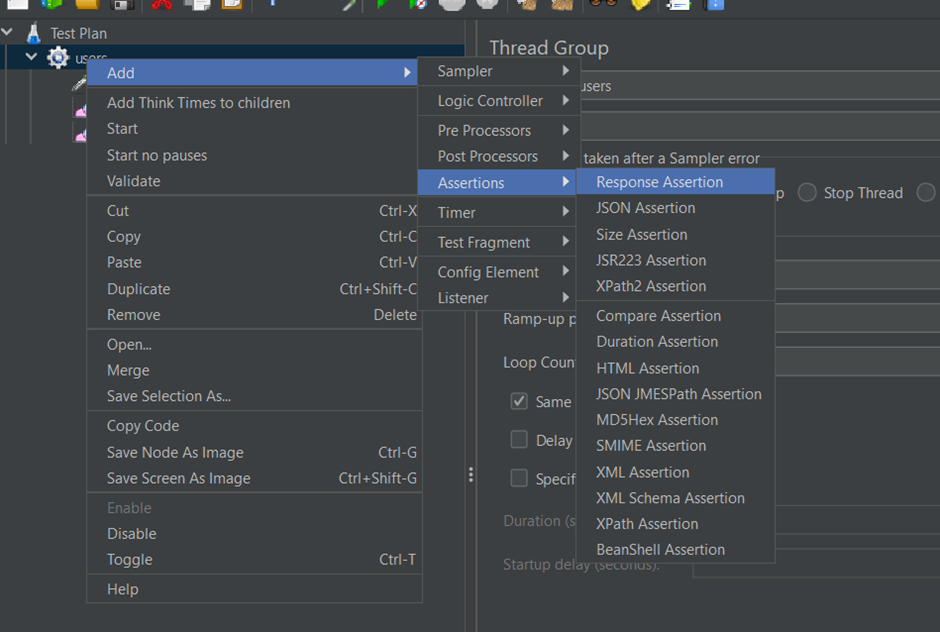 Test Plan
users
Thread Group
users
taken after a Sampler error
Stop Thread
Ramp-up
Loop Coun
Same
Delay
Specif
Duration (s
Startup delay (seconds):
Add
Add Think Times to children
Start
Start no pauses
Validate
Cut Ctrl-X
Copy Ctrl-C
Paste Ctrl-V
Duplicate Ctrl+Shift-C
Remove Delete
Open...
Merge
Save Selection As...
Copy Code
Save Node As Image Ctrl-G
Save Screen As Image Ctrl+Shift-G
Enable
Disable
Toggle Ctrl-T
Help
Sampler
Logic Controller
Pre Processors
Post Processors
Assertions
Timer
Test Fragment
Config Element
Listener
Response Assertion
JSON Assertion
Size Assertion
JSR223 Assertion
XPath2 Assertion
Compare Assertion
Duration Assertion
HTML Assertion
JSON JMESPath Assertion
MD5Hex Assertion
SMIME Assertion
XML Assertion
XML Schema Assertion
XPath Assertion
BeanShell Assertion